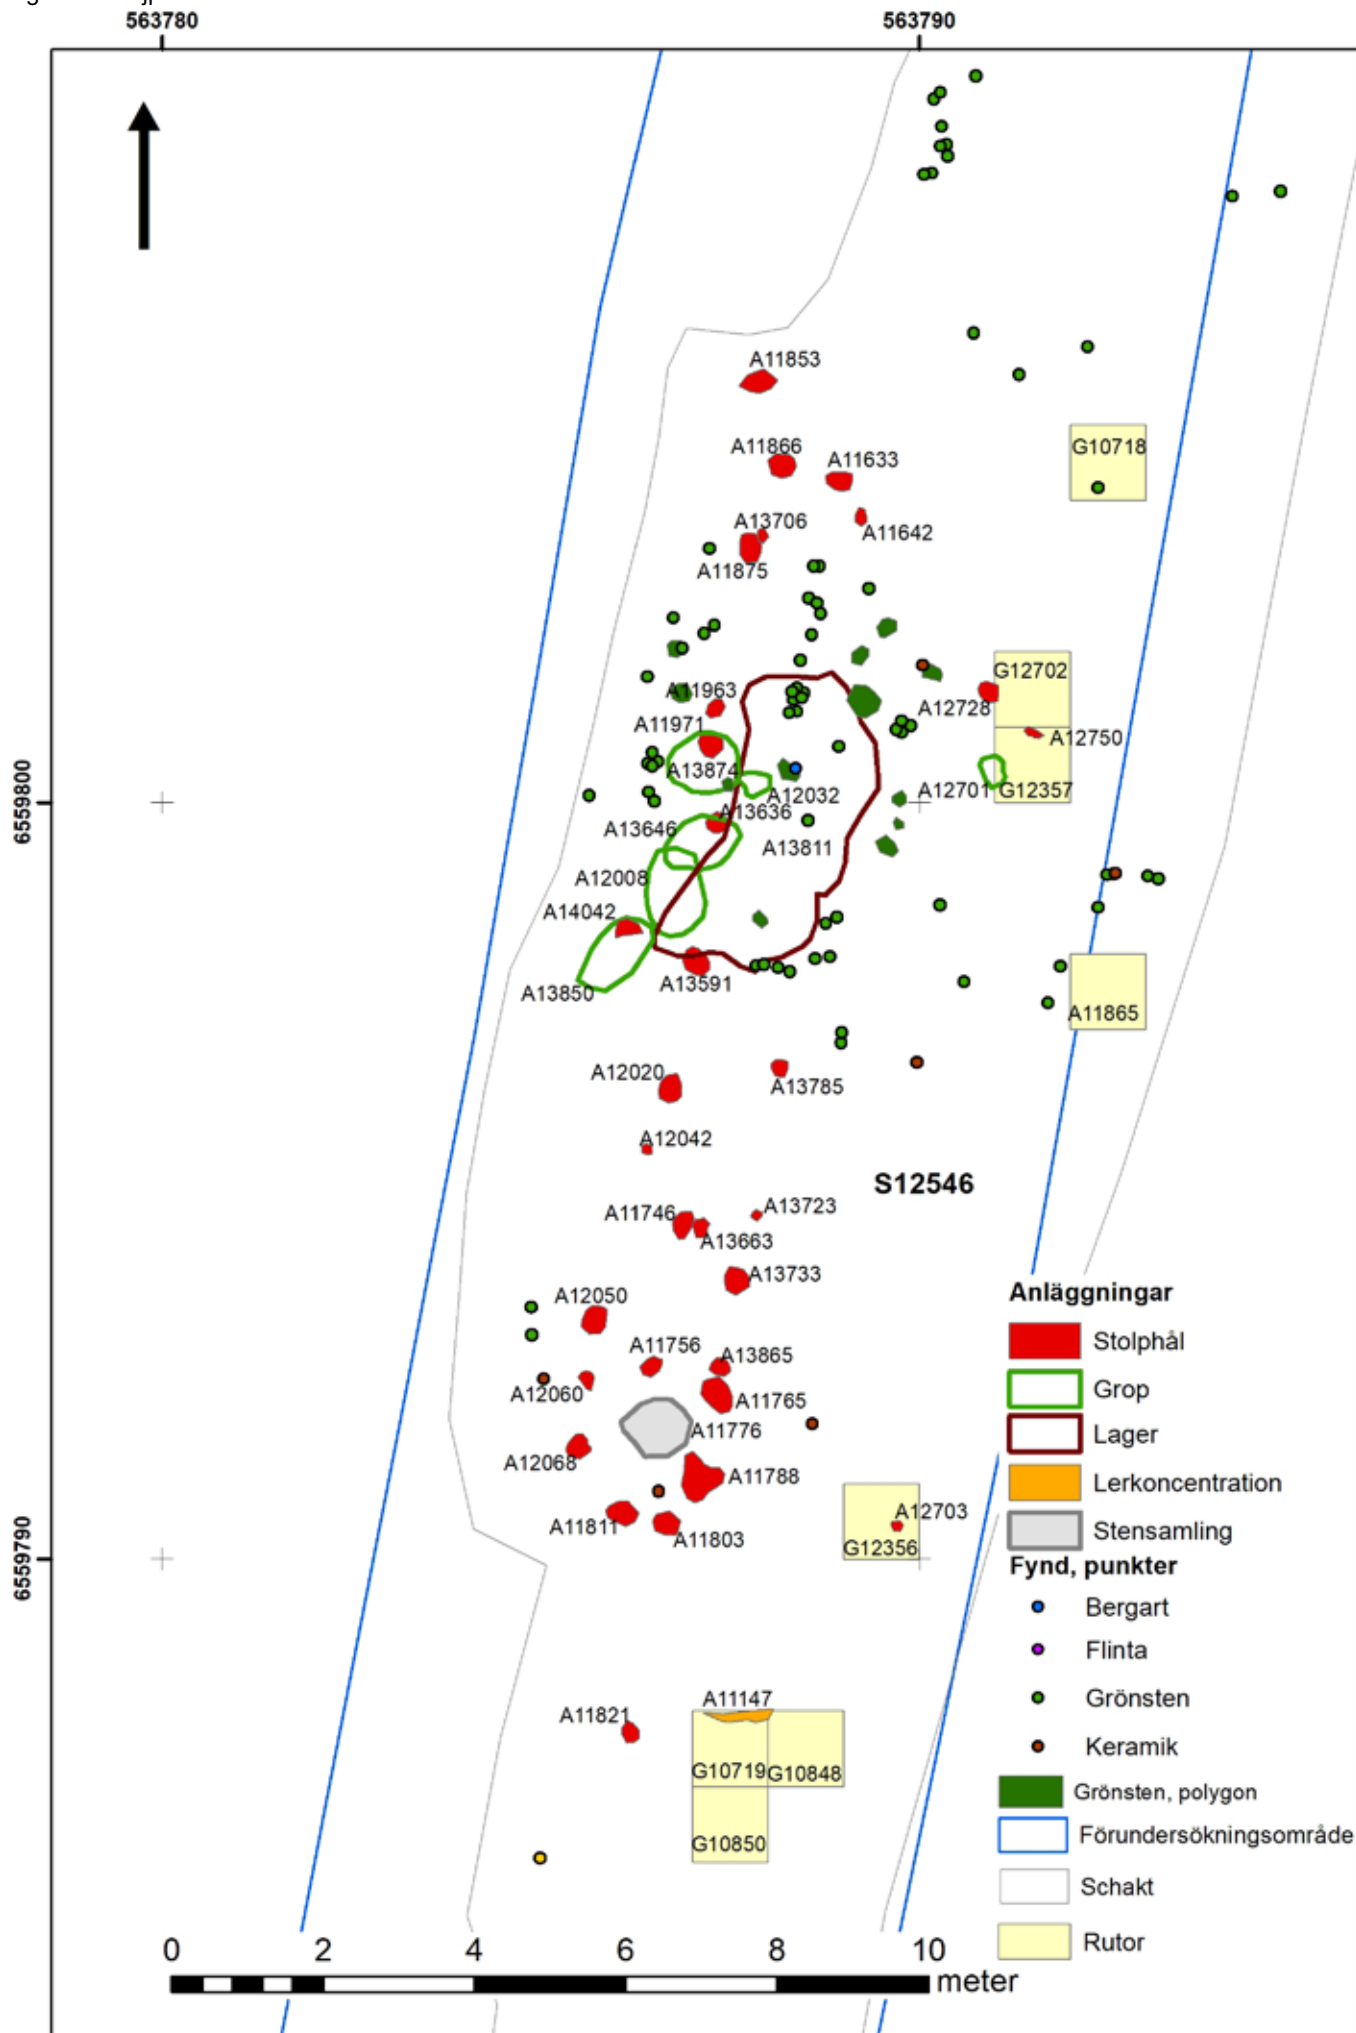 563780
563790
A11853
A11866
A11633
G10718
A13706
A11642
A11875
G12702
A11963
A12728
A11971
A12750
A13874
A12701
G12357
A12032
6559800
A13636
A13646
A13811
A12008
A14042
A13591
A13850
A11865
A12020
A13785
A12042
S12546
A11746
A13723
A13663
A13733
A12050
A11756
A13865
A12060
A11765
A11776
A12068
A11788
A11811
A11803
A12703
G12356
6559790
A11147
A11821
G10719
G10848
G10850
Anläggningar
Stolphål
Grop
Lager
Lerkoncentration
Stensamling
Fynd, punkter
Bergart
Flinta
Grönsten
Keramik
Grönsten, polygon
Förundersökningsområde
Schakt
Rutor
0 2 4 6 8 10
meter